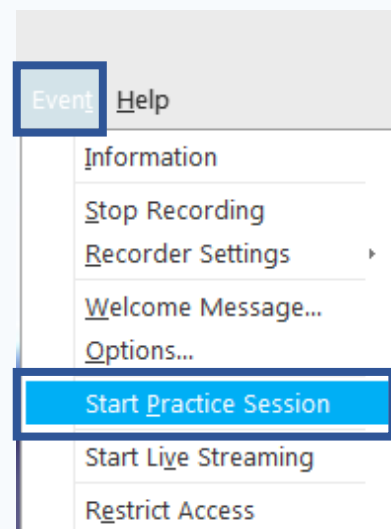 Event Help
Information
Stop Recording
Recorder Settings
Welcome Message...
Options...
Start Practice Session
Start Live Streaming
Restrict Access